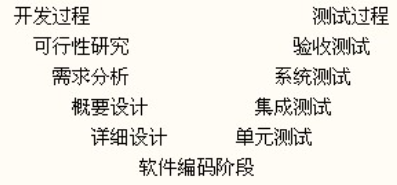 开发过程 测试过程
可行性研究 验收测试
需求分析 系统测试
概要设计 集成测试
详细设计 单元测试
软件编码阶段